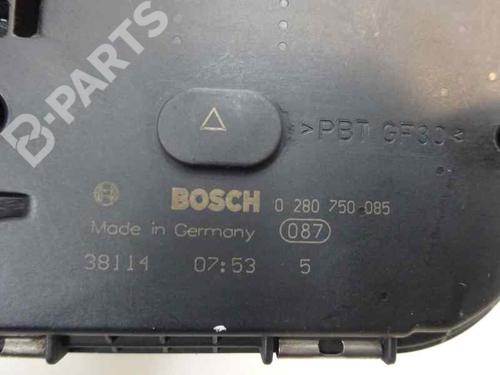 B-PARTS
>PBT GF30<
BOSCH 0 280 750 085
Made in Germany 087
38114 07:53 5